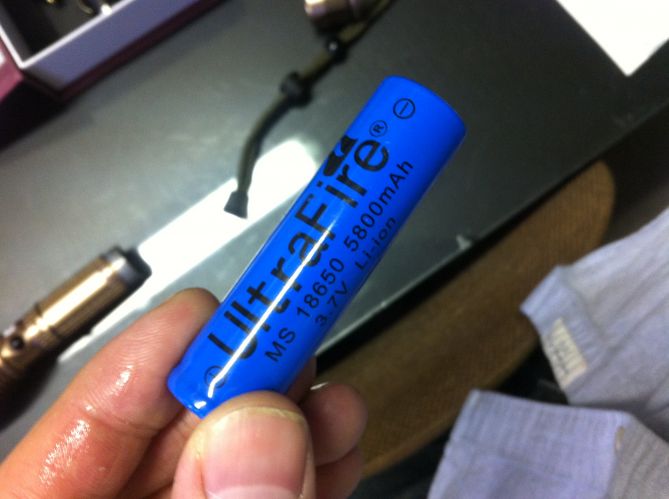 UltraFire®
MS 18650 5800mAh
3.7V Li-ion